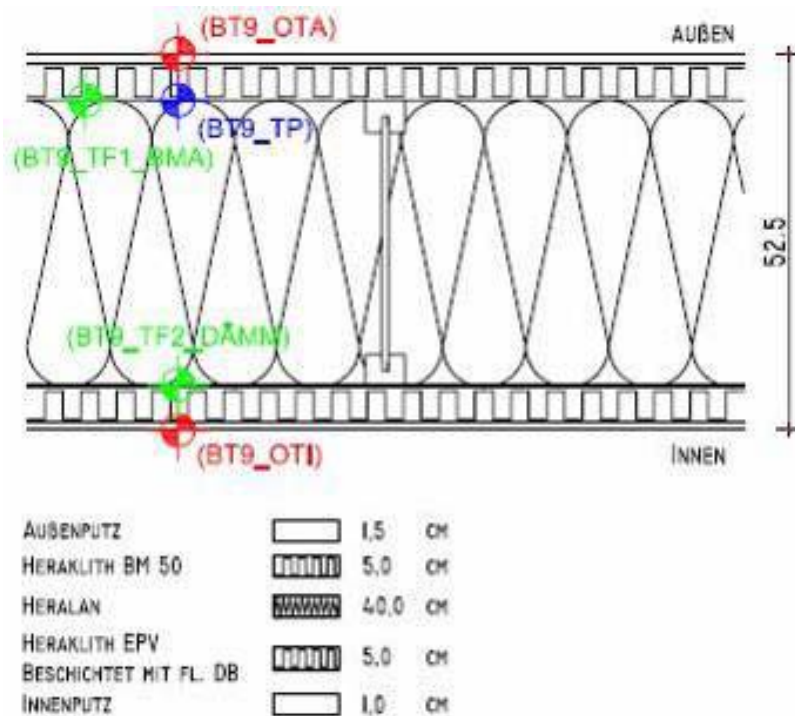 (BT9_OTA)
AUßEN
(BT9_TP)
(BT9_TF1_BMA)
52.5
(BT9_TF2_DÄMM)
(BT9_OTI)
INNEN
AUßENPUTZ 1,5 CM
HERAKLITH BM 50 5,0 CM
HERALAN 40,0 CM
HERAKLITH EPV
BESCHICHTET MIT FL. DB 5,0 CM
INNENPUTZ 1,0 CM